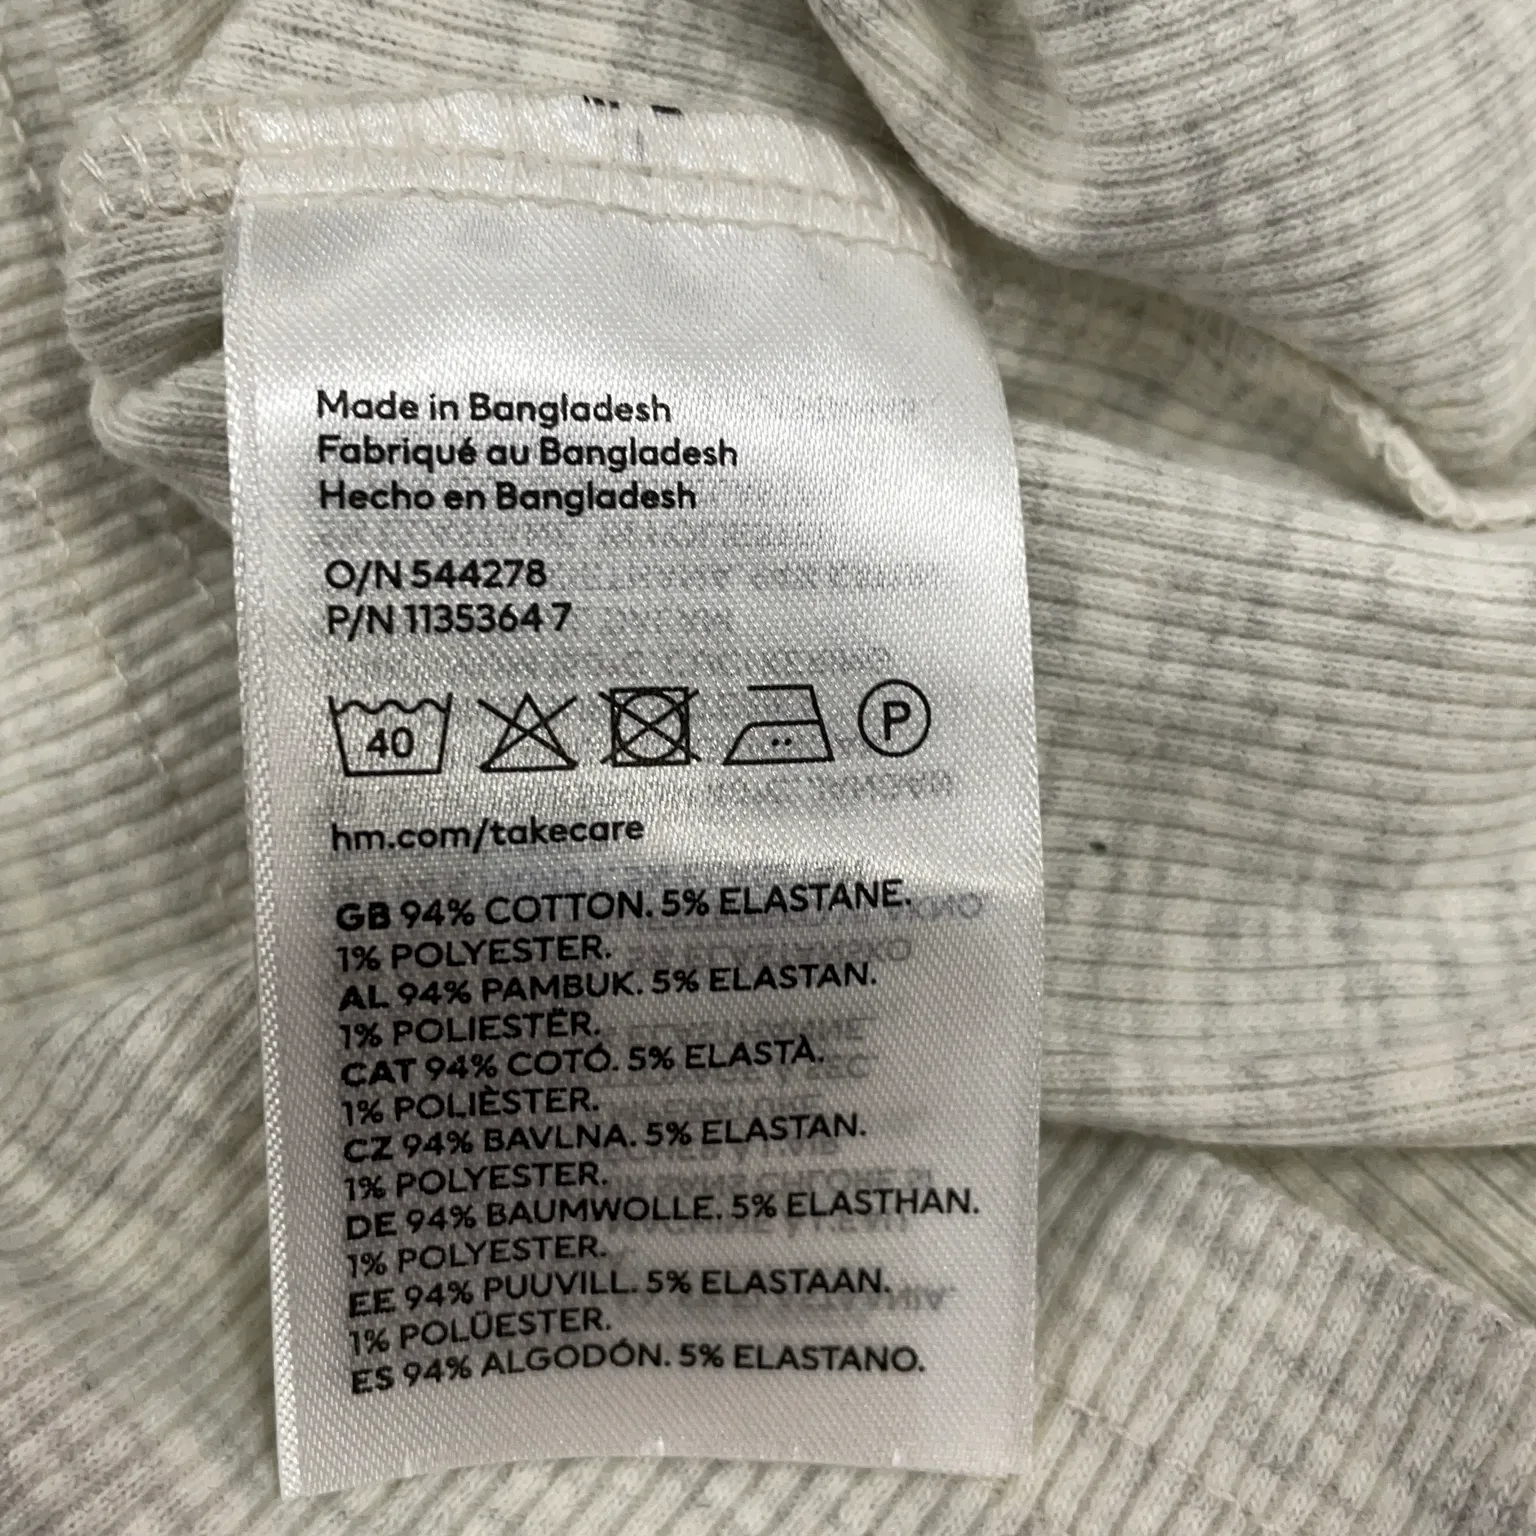 Made in Bangladesh
Fabriqué au Bangladesh
Hecho en Bangladesh
O/N 544278
P/N 1135364 7
40 P
hm.com/takecare
GB 94% COTTON. 5% ELASTANE.
1% POLYESTER.
AL 94% PAMBUK. 5% ELASTAN.
1% POLIESTËR.
CAT 94% COTÓ. 5% ELASTÀ.
1% POLIÈSTER.
CZ 94% BAVLNA. 5% ELASTAN.
1% POLYESTER.
DE 94% BAUMWOLLE. 5% ELASTHAN.
1% POLYESTER.
EE 94% PUUVILL. 5% ELASTAAN.
1% POLÜESTER.
ES 94% ALGODÓN. 5% ELASTANO.